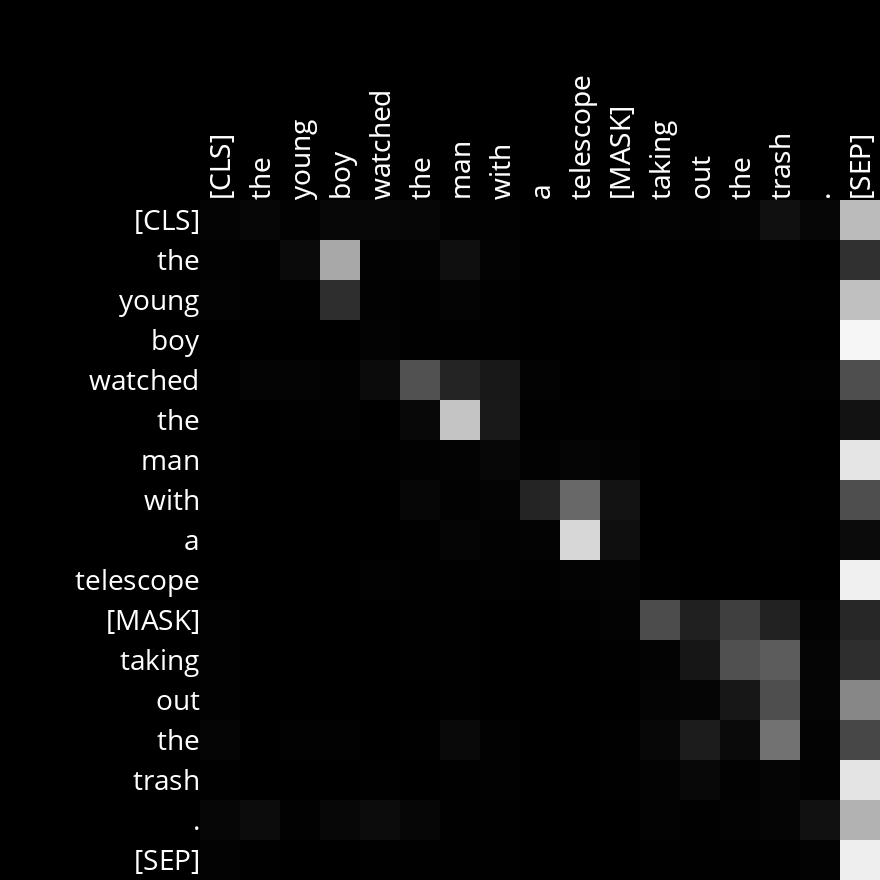 [CLS] the young boy watched the man with a telescope [MASK] taking out the trash . [SEP]
[CLS]
the
young
boy
watched
the
man
with
a
telescope
[MASK]
taking
out
the
trash
.
[SEP]